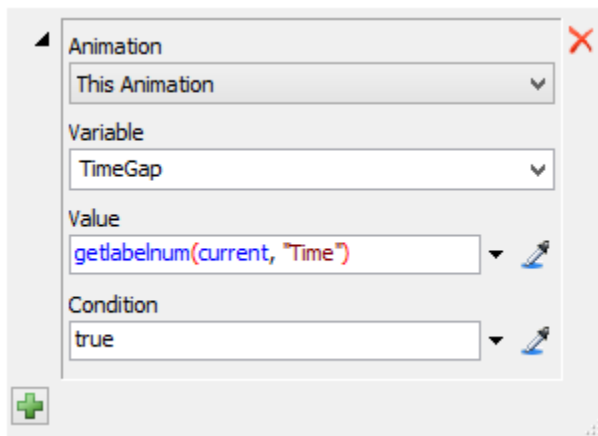 Animation
This Animation
Variable
TimeGap
Value
getlabelnum(current, "Time")
Condition
true